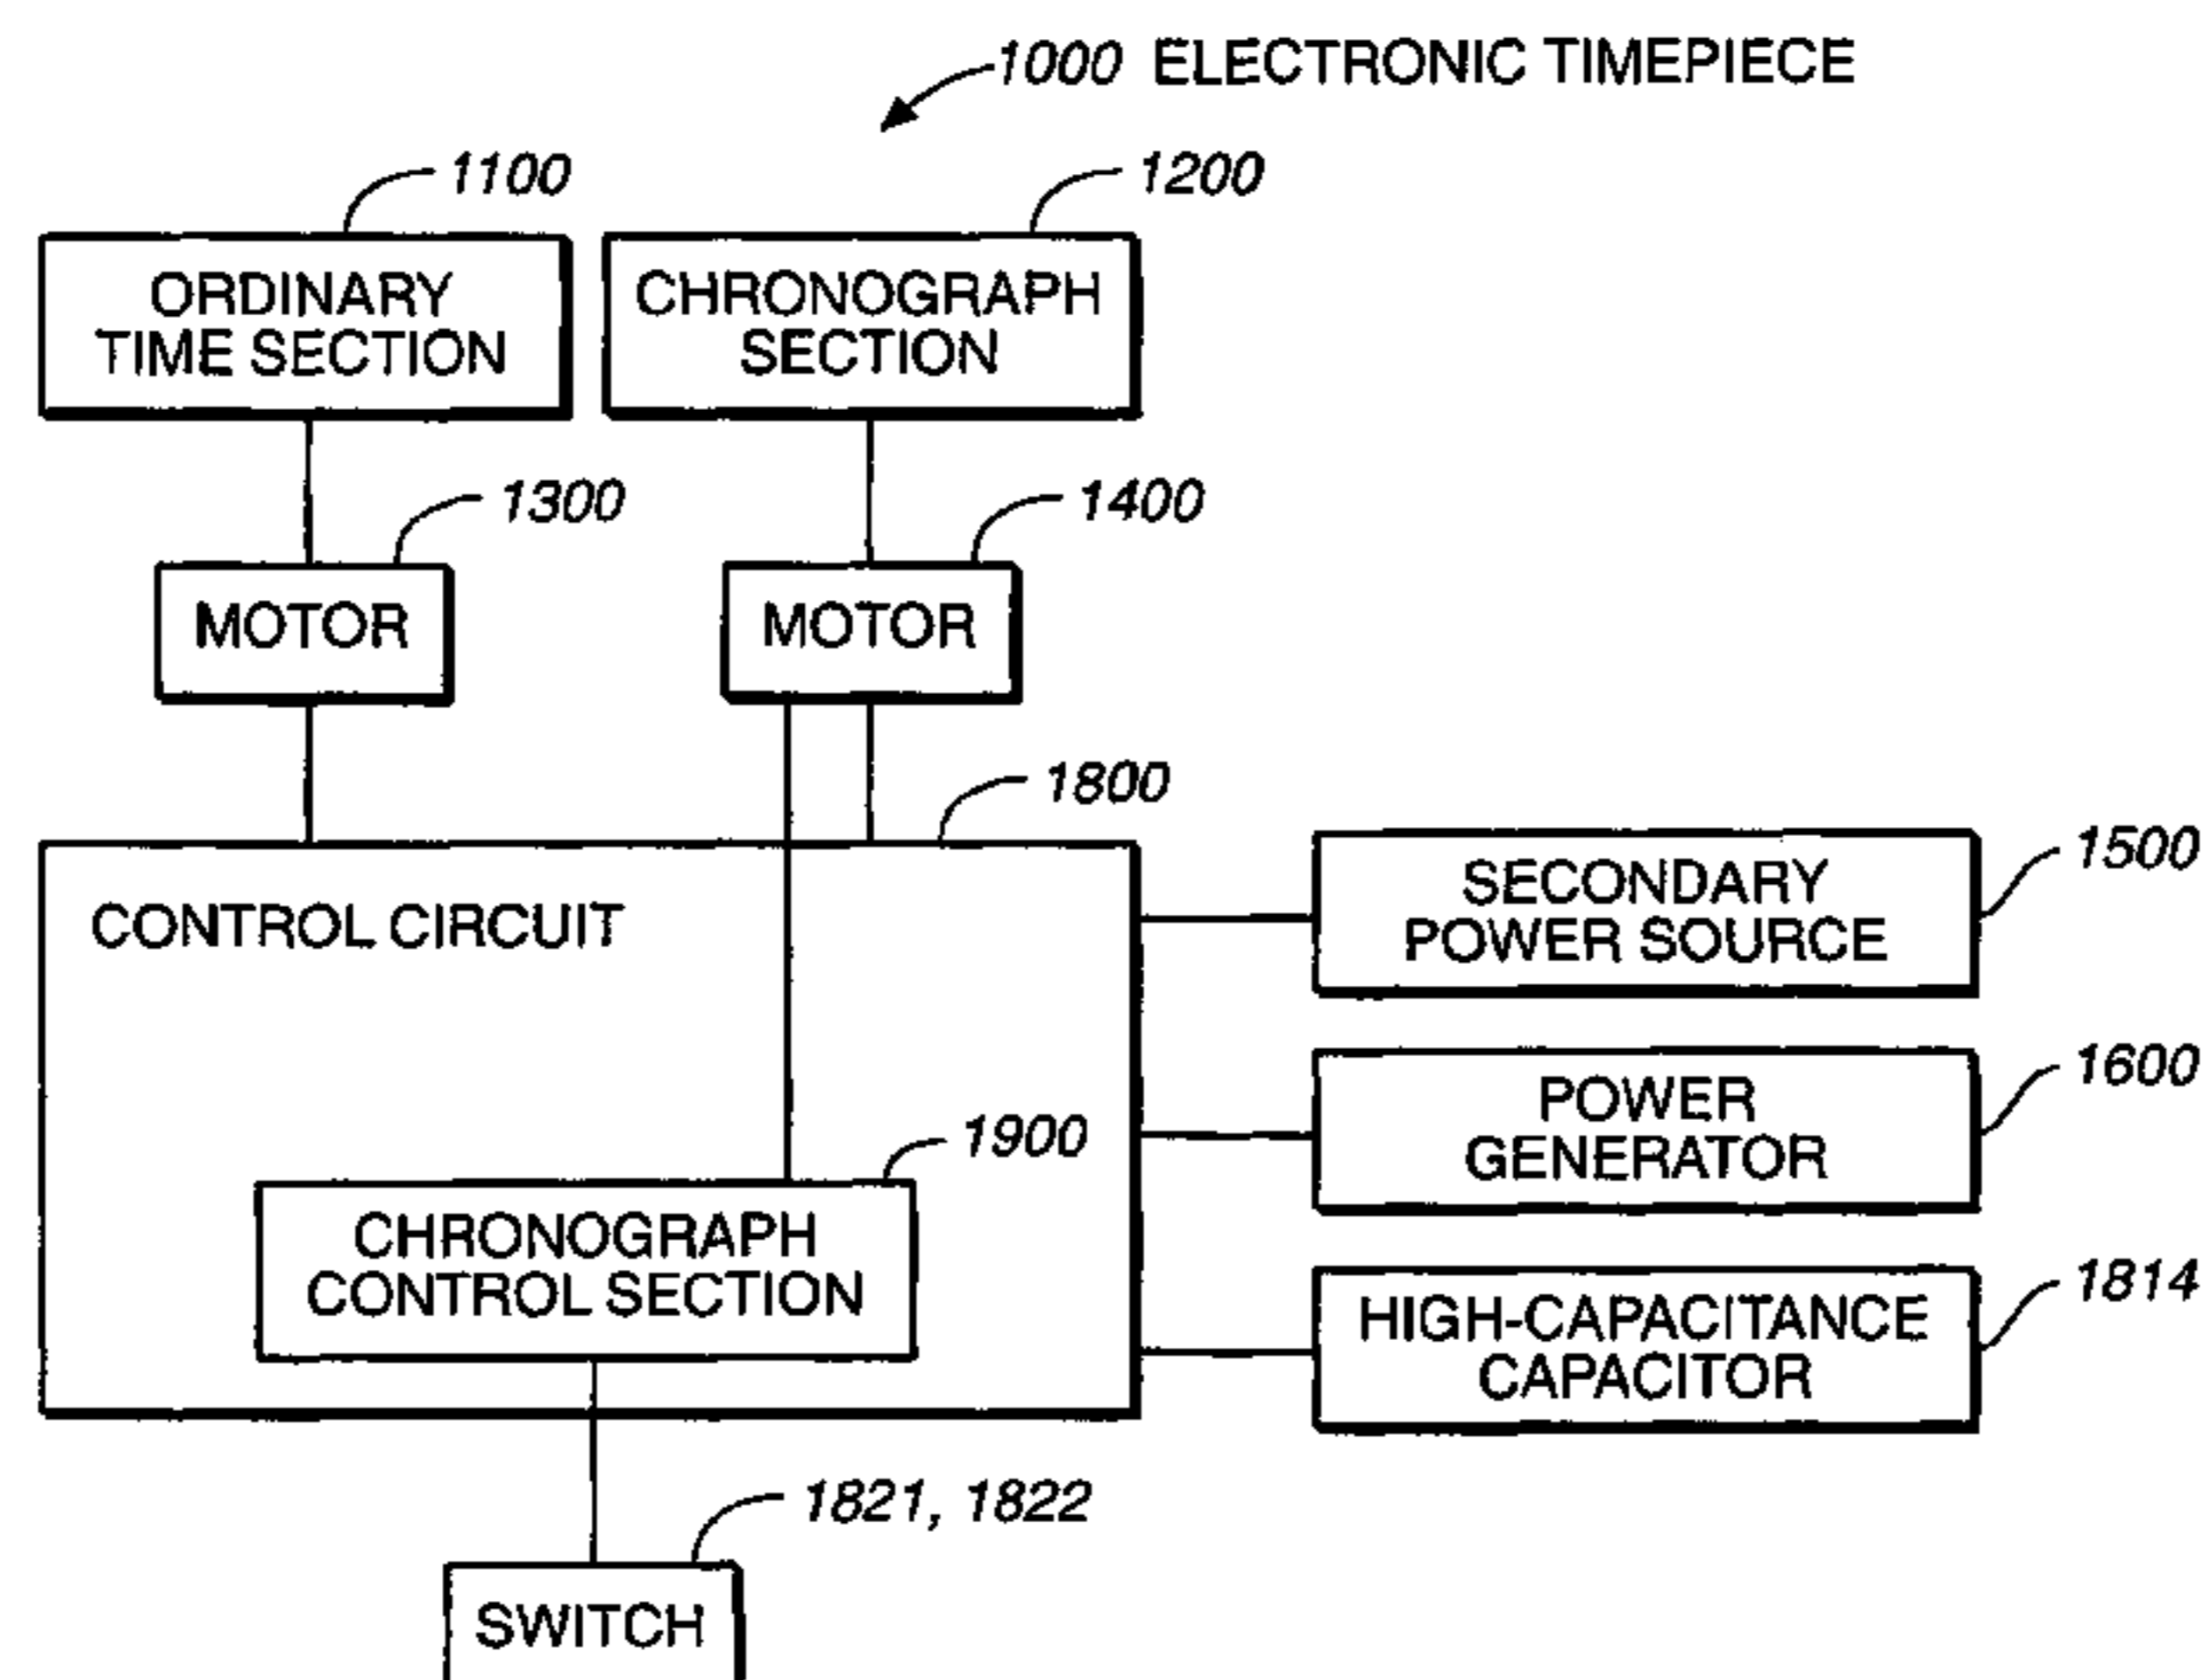 1000 ELECTRONIC TIMEPIECE
1100
1200
ORDINARY
TIME SECTION
CHRONOGRAPH
SECTION
1300
1400
MOTOR
MOTOR
1800
CONTROL CIRCUIT
1500
SECONDARY
POWER SOURCE
1600
POWER
GENERATOR
1900
CHRONOGRAPH
CONTROL SECTION
1814
HIGH-CAPACITANCE
CAPACITOR
1821, 1822
SWITCH